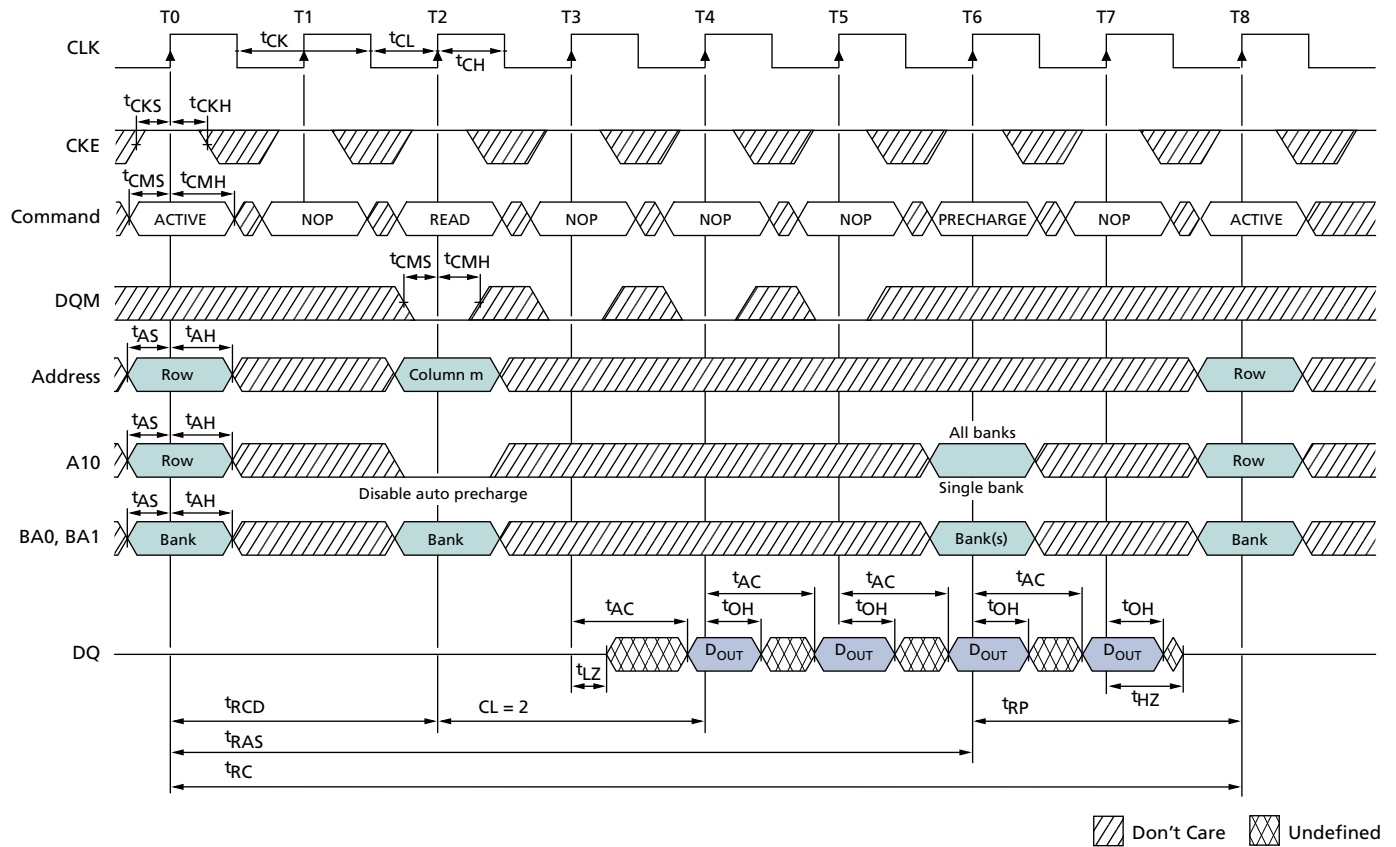 T0 T1 T2 T3 T4 T5 T6 T7 T8
CLK
tCK tCL
tCH
tCKS tCKH
CKE
tCMS tCMH
Command ACTIVE NOP READ NOP NOP NOP PRECHARGE NOP ACTIVE
tCMS tCMH
DQM
tAS tAH
Address Row Column m Row
tAS tAH
All banks
A10 Row Row
Disable auto precharge Single bank
tAS tAH
BA0, BA1 Bank Bank Bank(s) Bank
tAC tAC tAC
tAC tOH tOH tOH tOH
DQ DOUT DOUT DOUT DOUT
tLZ tHZ
tRCD CL = 2 tRP
tRAS
tRC
Don't Care Undefined